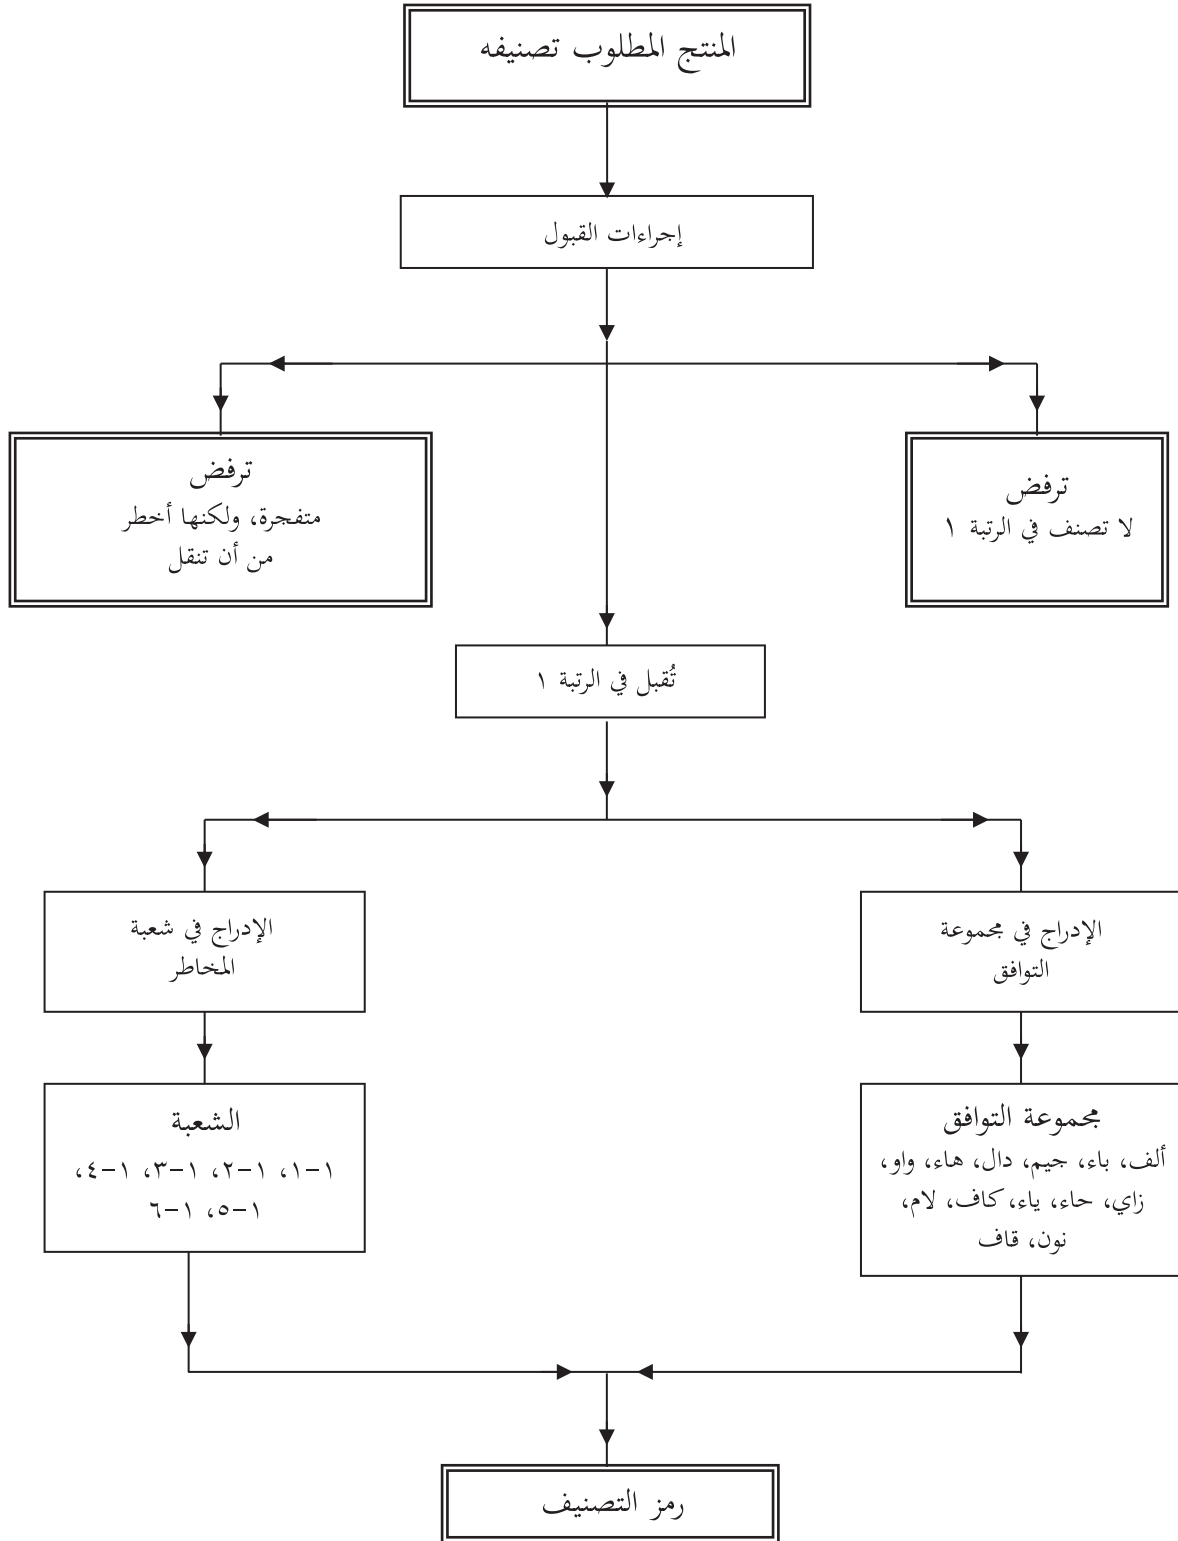 المنتج المطلوب تصنيفه
إجراءات القبول
ترفض
لا تصنف في الرتبة ١
ترفض
متفجرة، ولكنها أخطر
من أن تنقل
تُقبل في الرتبة ١
الإدراج في مجموعة
التوافق
الإدراج في شعبة
المخاطر
مجموعة التوافق
ألف، باء، جيم، دال، هاء، واو،
زاي، حاء، ياء، كاف، لام،
نون، قاف
الشعبة
١-١، ١-٢، ١-٣، ١-٤،
١-٥، ١-٦
رمز التصنيف